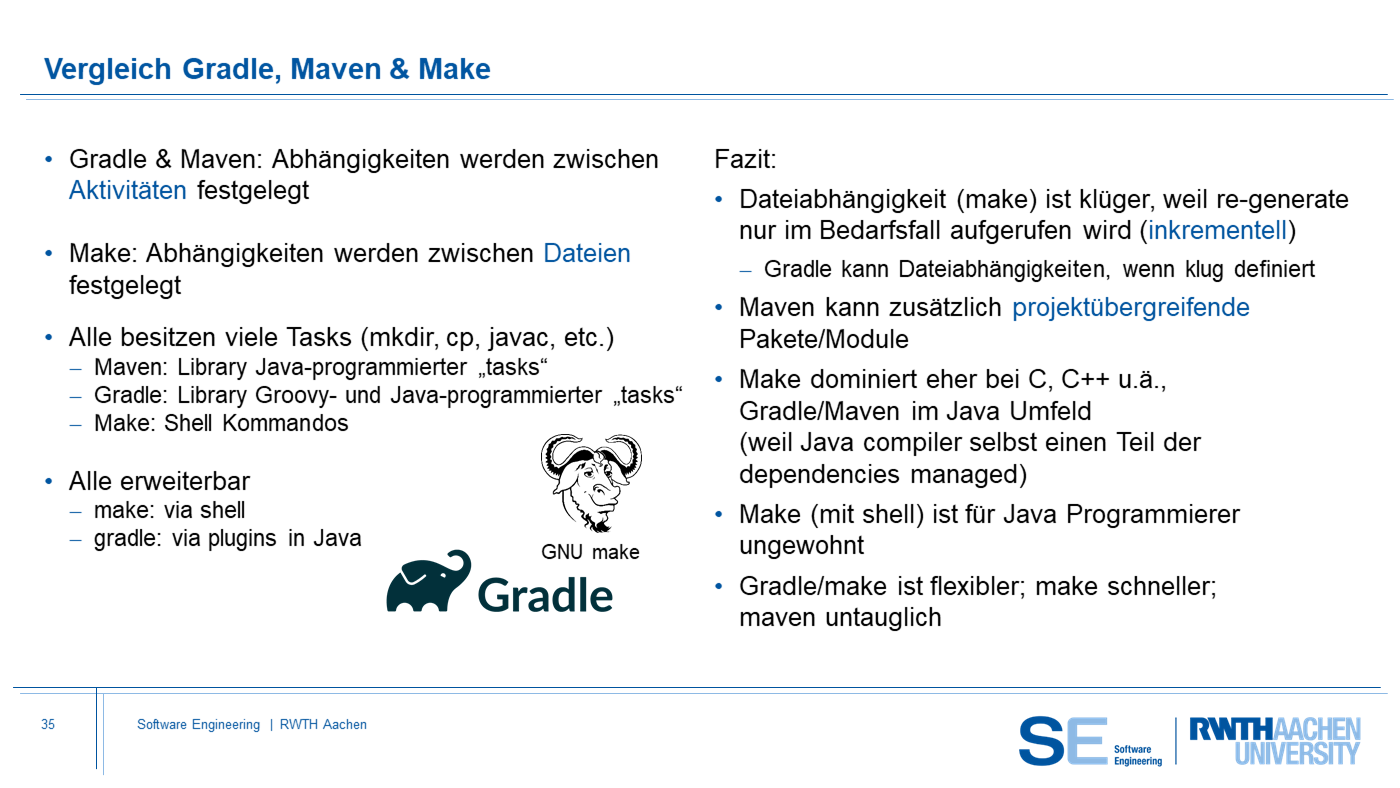 Vergleich Gradle, Maven & Make
• Gradle & Maven: Abhängigkeiten werden zwischen
Aktivitäten festgelegt
• Make: Abhängigkeiten werden zwischen Dateien
festgelegt
• Alle besitzen viele Tasks (mkdir, cp, javac, etc.)
– Maven: Library Java-programmierter „tasks“
– Gradle: Library Groovy- und Java-programmierter „tasks“
– Make: Shell Kommandos
• Alle erweiterbar
– make: via shell
– gradle: via plugins in Java
GNU make
Gradle
Fazit:
• Dateiabhängigkeit (make) ist klüger, weil re-generate
nur im Bedarfsfall aufgerufen wird (inkrementell)
– Gradle kann Dateiabhängigkeiten, wenn klug definiert
• Maven kann zusätzlich projektübergreifende
Pakete/Module
• Make dominiert eher bei C, C++ u.ä.,
Gradle/Maven im Java Umfeld
(weil Java compiler selbst einen Teil der
dependencies managed)
• Make (mit shell) ist für Java Programmierer
ungewohnt
• Gradle/make ist flexibler; make schneller;
maven untauglich
35
Software Engineering | RWTH Aachen
SE Software
Engineering
RWTHAACHEN
UNIVERSITY